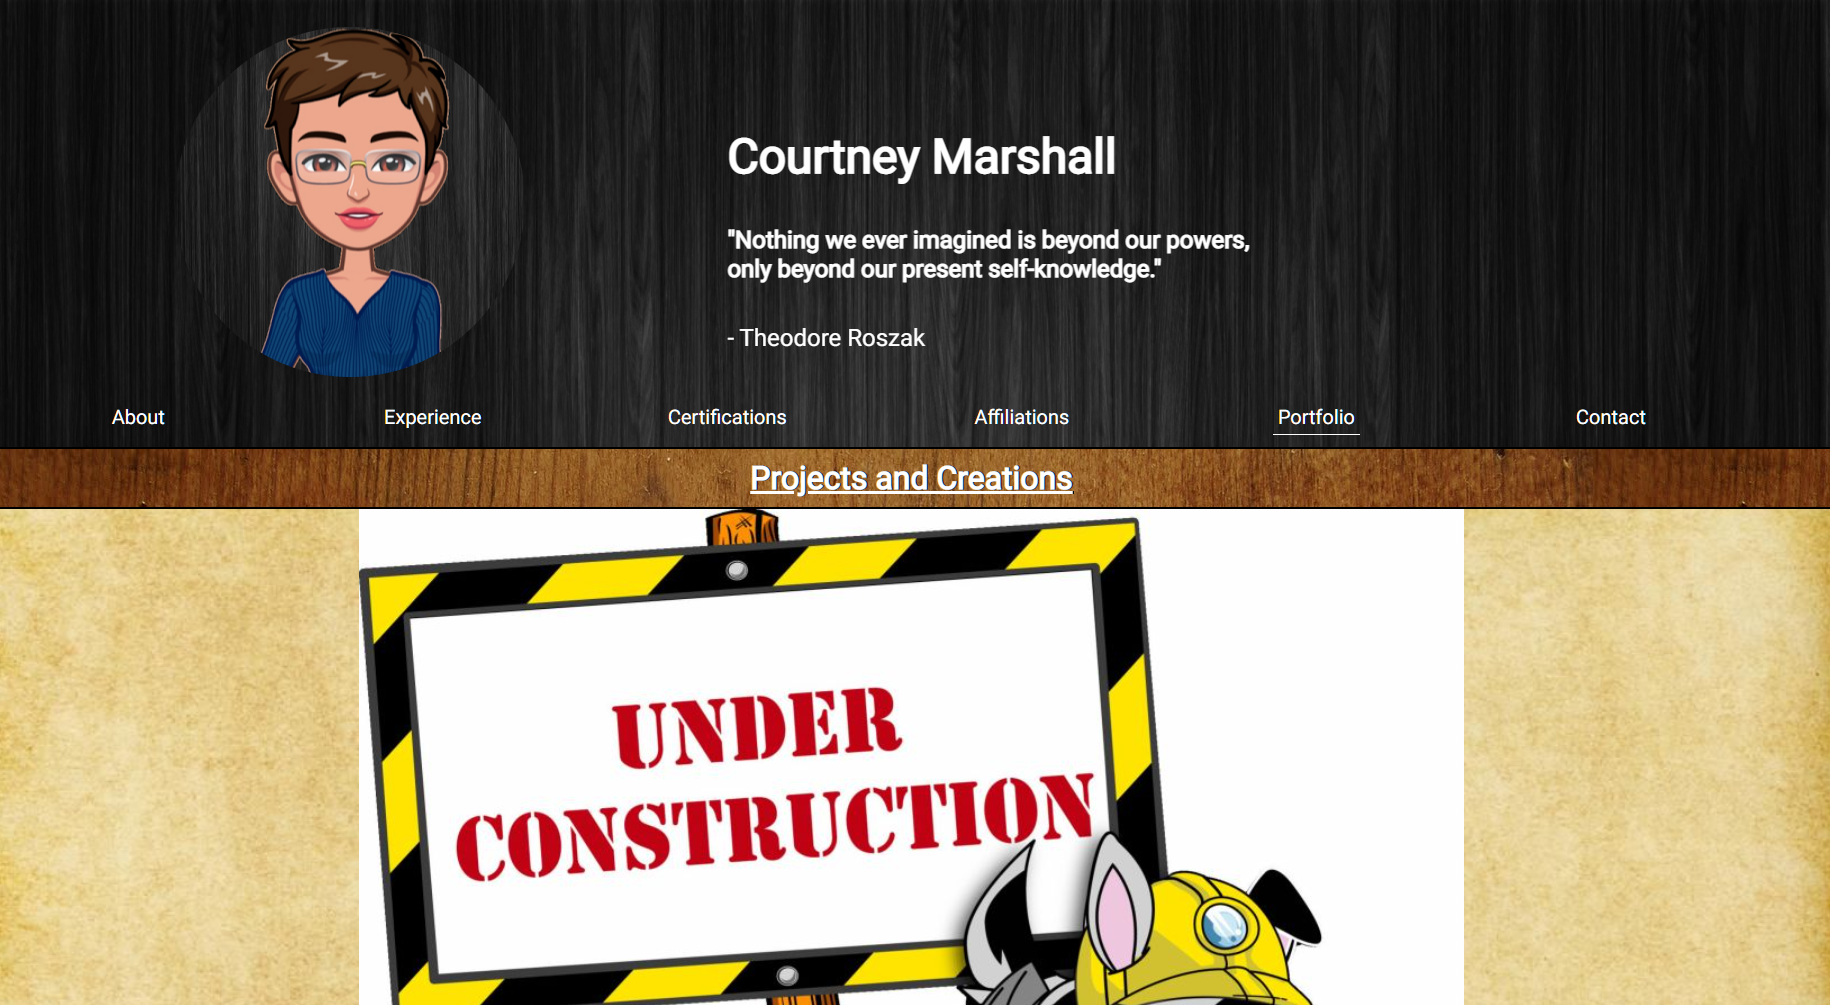 Courtney Marshall
"Nothing we ever imagined is beyond our powers,
only beyond our present self-knowledge."
- Theodore Roszak
About
Experience
Certifications
Affiliations
Portfolio
Contact
Projects and Creations
UNDER
CONSTRUCTION